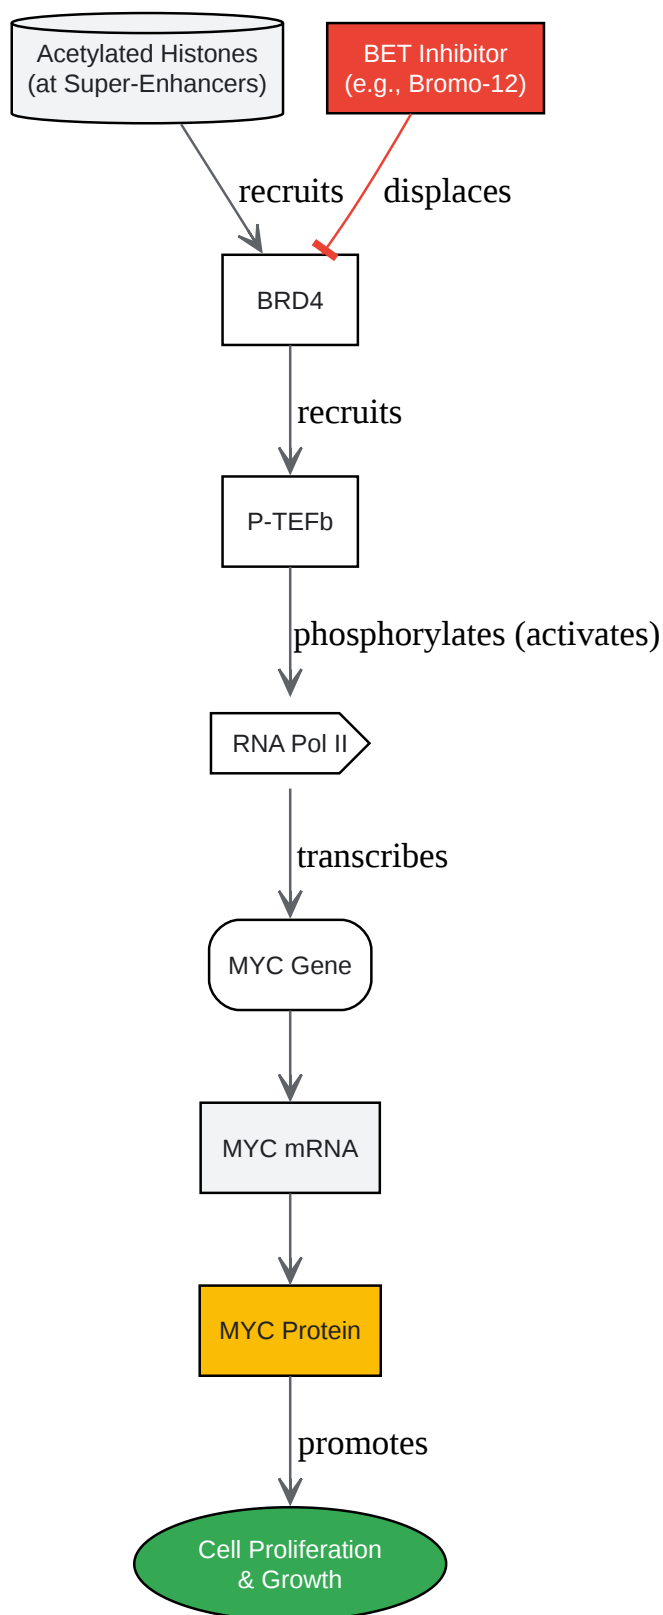 Acetylated Histones
(at Super-Enhancers)
BET Inhibitor
(e.g., Bromo-12)
recruits
displaces
BRD4
recruits
P-TEFb
phosphorylates (activates)
RNA Pol II
transcribes
MYC Gene
MYC mRNA
MYC Protein
promotes
Cell Proliferation
& Growth